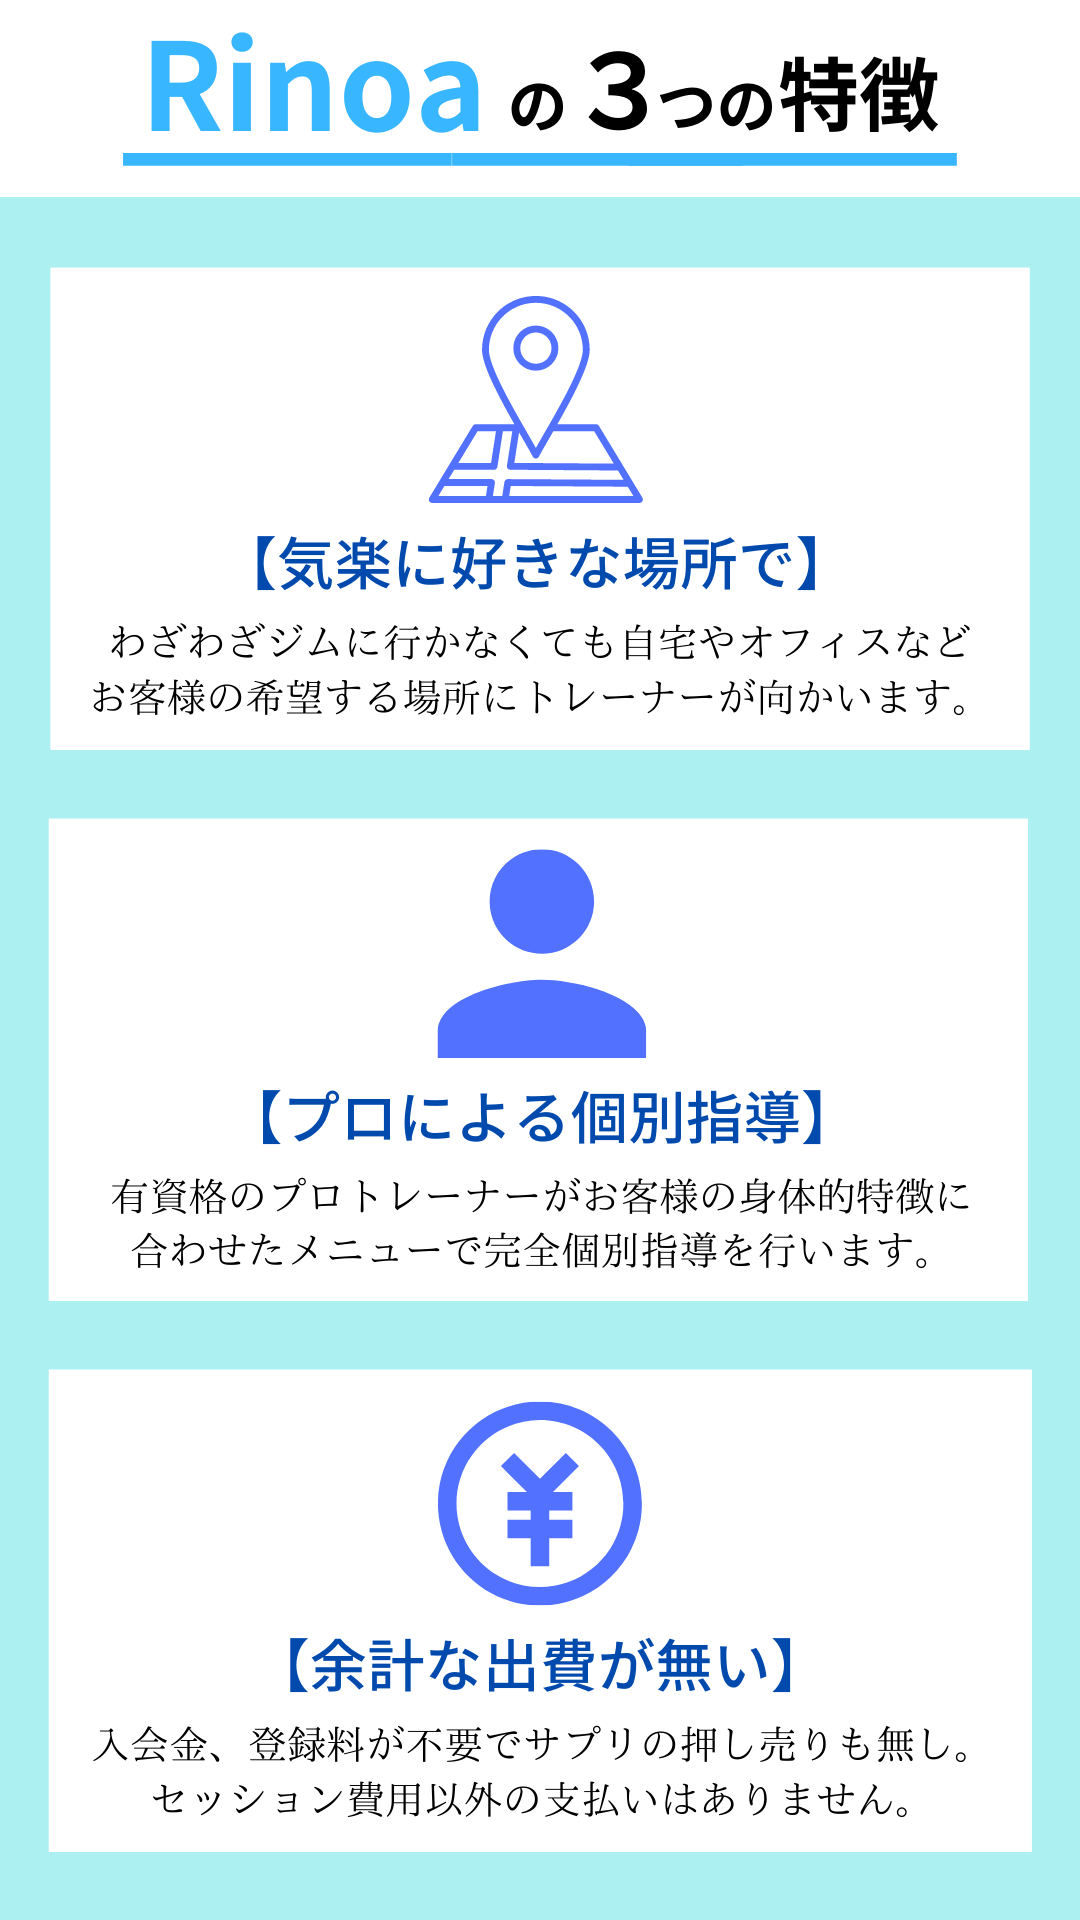 Rinoaの3つの特徴
【気楽に好きな場所で】
わざわざジムに行かなくても自宅やオフィスなど
お客様の希望する場所にトレーナーが向かいます。
【プロによる個別指導】
有資格のプロトレーナーがお客様の身体的特徴に
合わせたメニューで完全個別指導を行います。
¥
【余計な出費が無い】
入会金、登録料が不要でサプリの押し売りも無し。
セッション費用以外の支払いはありません。